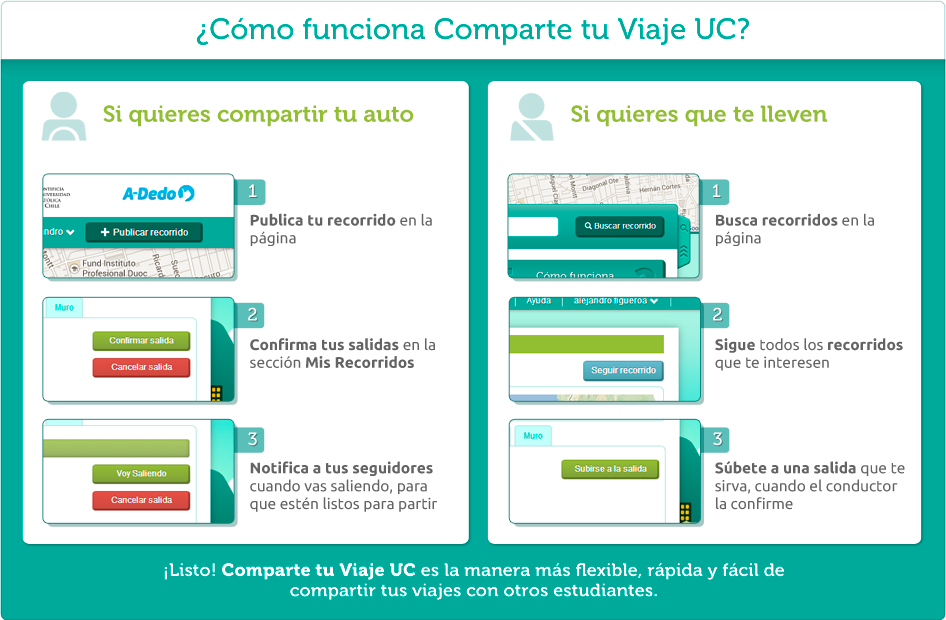 ¿Cómo funciona Comparte tu Viaje UC?
Si quieres compartir tu auto
NTIFICIA
IVERSIDAD
TÓLICA
CHILE
A-Dedo
ndro
Publicar recorrido
Fund Instituto
Profesional Duoc
1
Publica tu recorrido en la
página
Muro
Confirmar salida
Cancelar salida
2
Confirma tus salidas en la
sección Mis Recorridos
Voy Saliendo
Cancelar salida
3
Notifica a tus seguidores
cuando vas saliendo, para
que estén listos para partir
Si quieres que te lleven
Diagonal Ote
Hernán Cortes
Buscar recorrido
Cómo funciona
1
Busca recorridos en la
página
Ayuda
alejandro figueroa
Seguir recorrido
2
Sigue todos los recorridos
que te interesen
Muro
Subirse a la salida
3
Súbete a una salida que te
sirva, cuando el conductor
la confirme
¡Listo! Comparte tu Viaje UC es la manera más flexible, rápida y fácil de
compartir tus viajes con otros estudiantes.